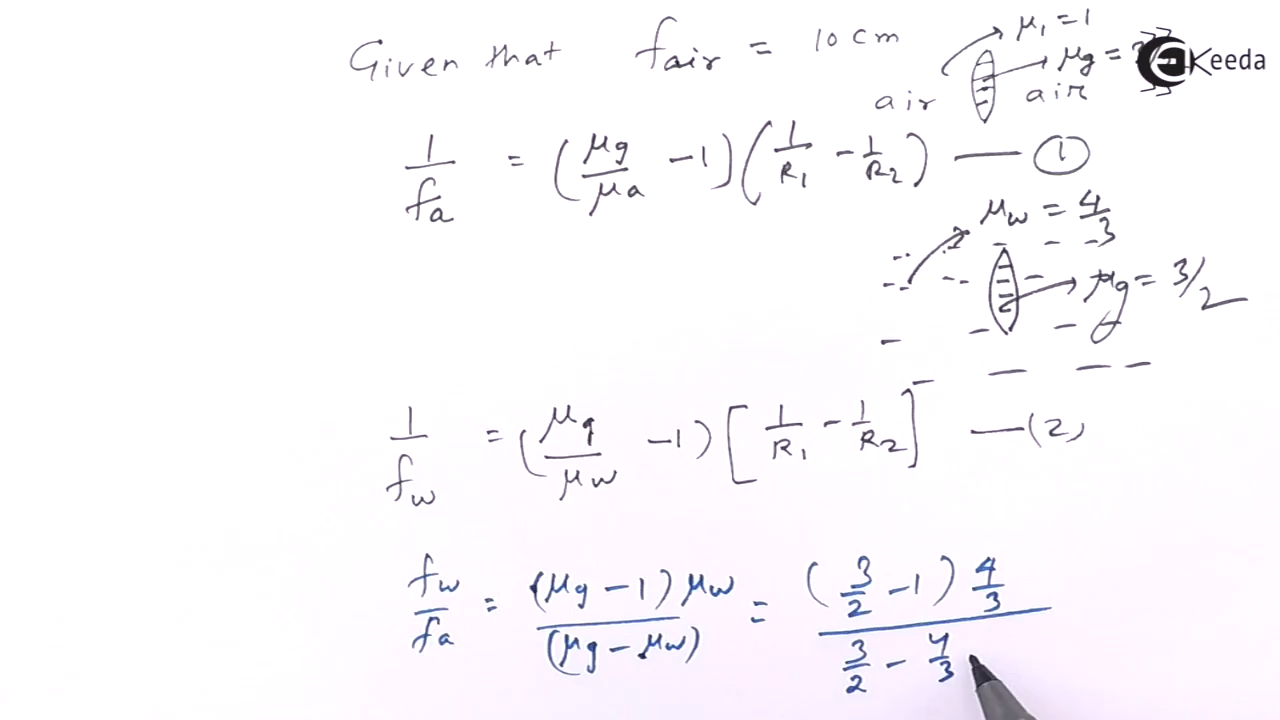 Given that f_air = 10 cm
μ₁ = 1
μg = 3
Keeda
air air
1/fa = (μg/μa − 1)(1/R₁ − 1/R₂) — ①
μw = 4/3
μg = 3/2
1/fw = (μg/μw − 1)[1/R₁ − 1/R₂] — (2)
fw/fa = (μg − 1)μw/(μg − μw) = (3/2 − 1)4/3/(3/2 − 4/3